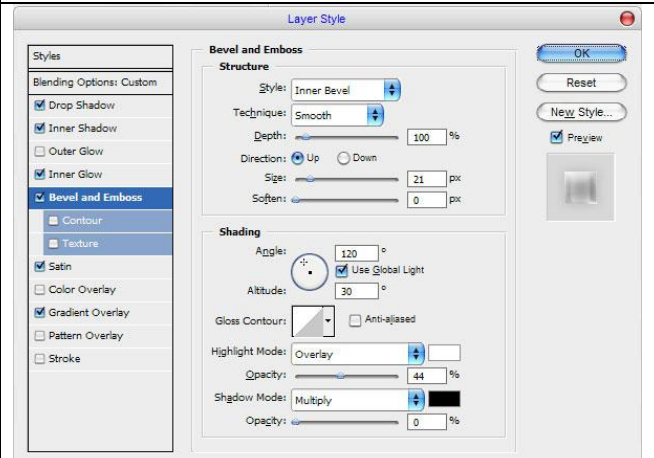 Layer Style
Styles
Blending Options: Custom
Drop Shadow
Inner Shadow
Outer Glow
Inner Glow
Bevel and Emboss
Contour
Texture
Satin
Color Overlay
Gradient Overlay
Pattern Overlay
Stroke
Bevel and Emboss
Structure
Style: Inner Bevel
Technique: Smooth
Depth: 100 %
Direction: Up Down
Size: 21 px
Soften: 0 px
Shading
Angle: 120 °
Use Global Light
Altitude: 30 °
Gloss Contour: Anti-aliased
Highlight Mode: Overlay
Opacity: 44 %
Shadow Mode: Multiply
Opacity: 0 %
OK
Reset
New Style...
Preview